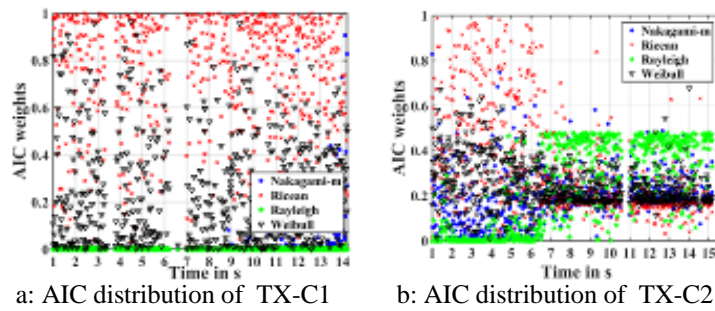 1
0.8
0.6
0.4
0.2
0
AIC weights
Nakagami-m
Ricean
Rayleigh
Weibull
1 2 3 4 5 6 7 8 9 10 11 12 13 14
Time in s
a: AIC distribution of TX-C1
1
0.8
0.6
0.4
0.2
0
AIC weights
Nakagami-m
Ricean
Rayleigh
Weibull
1 2 3 4 5 6 7 8 9 10 11 12 13 14 15
Time in s
b: AIC distribution of TX-C2